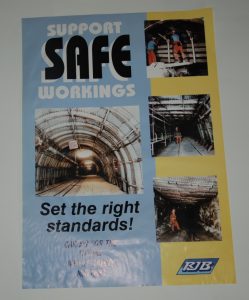 SUPPORT
SAFE
WORKINGS
Set the right
standards!
RJB